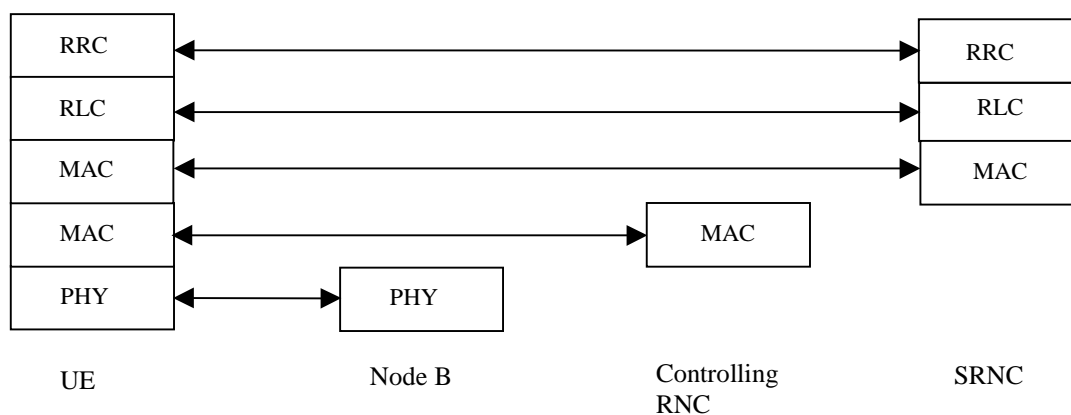 RRC
RRC
RLC
RLC
MAC
MAC
MAC
MAC
PHY
PHY
UE
Node B
Controlling
RNC
SRNC